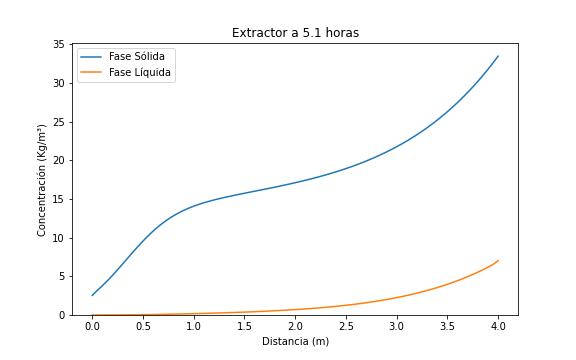 Extractor a 5.1 horas
Fase Sólida
Fase Líquida
Concentración (Kg/m³)
35
30
25
20
15
10
5
0
0.0 0.5 1.0 1.5 2.0 2.5 3.0 3.5 4.0
Distancia (m)